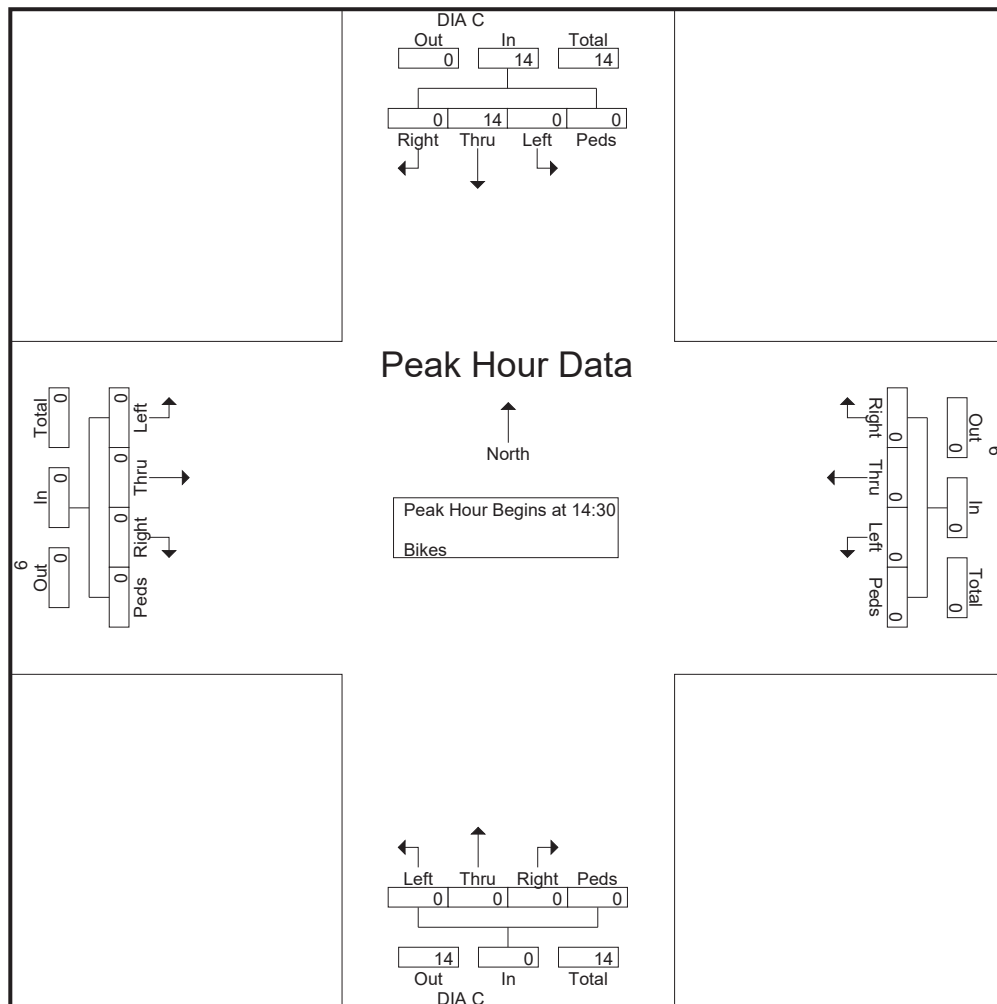 DIA C
Out In Total
0 14 14
0 14 0 0
Right Thru Left Peds
Peak Hour Data
North
Peak Hour Begins at 14:30
Bikes
Left Thru Right Peds
0 0 0 0
Total In Out
0 0 0
6
Right Thru Left Peds
0 0 0 0
Out In Total
0 0 0
6
Left Thru Right Peds
0 0 0 0
14 0 14
Out In Total
DIA C